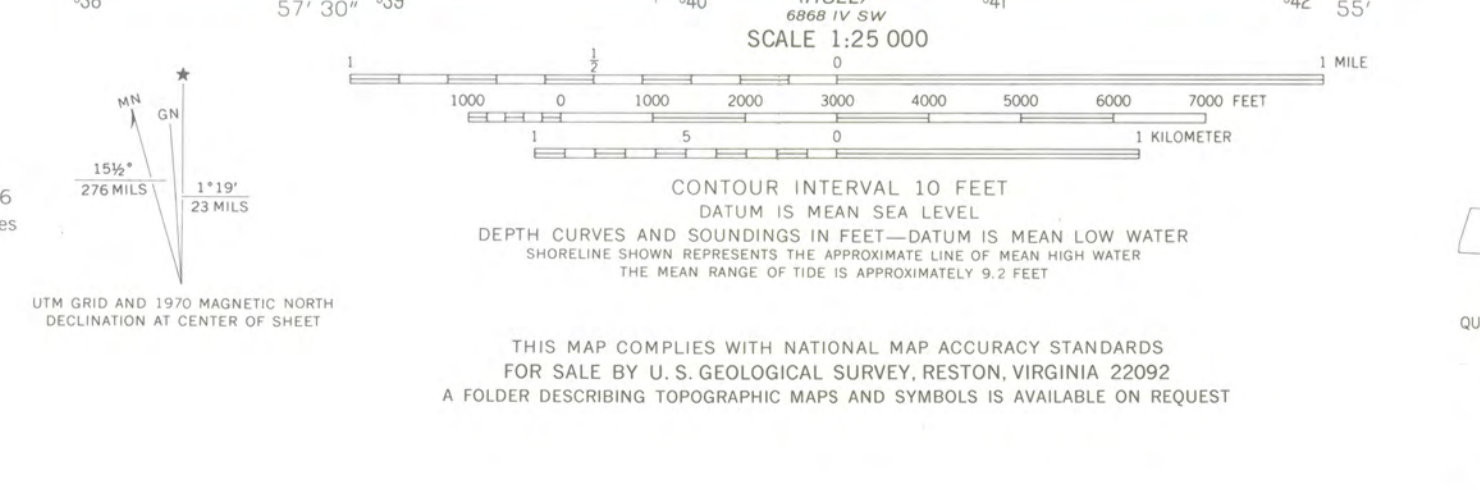 57' 30"
55'
6868 IV SW
SCALE 1:25 000
1 ½ 0 1 MILE
1000 0 1000 2000 3000 4000 5000 6000 7000 FEET
1 .5 0 1 KILOMETER
MN
GN
15½°
276 MILS
1°19'
23 MILS
UTM GRID AND 1970 MAGNETIC NORTH
DECLINATION AT CENTER OF SHEET
CONTOUR INTERVAL 10 FEET
DATUM IS MEAN SEA LEVEL
DEPTH CURVES AND SOUNDINGS IN FEET—DATUM IS MEAN LOW WATER
SHORELINE SHOWN REPRESENTS THE APPROXIMATE LINE OF MEAN HIGH WATER
THE MEAN RANGE OF TIDE IS APPROXIMATELY 9.2 FEET
THIS MAP COMPLIES WITH NATIONAL MAP ACCURACY STANDARDS
FOR SALE BY U. S. GEOLOGICAL SURVEY, RESTON, VIRGINIA 22092
A FOLDER DESCRIBING TOPOGRAPHIC MAPS AND SYMBOLS IS AVAILABLE ON REQUEST